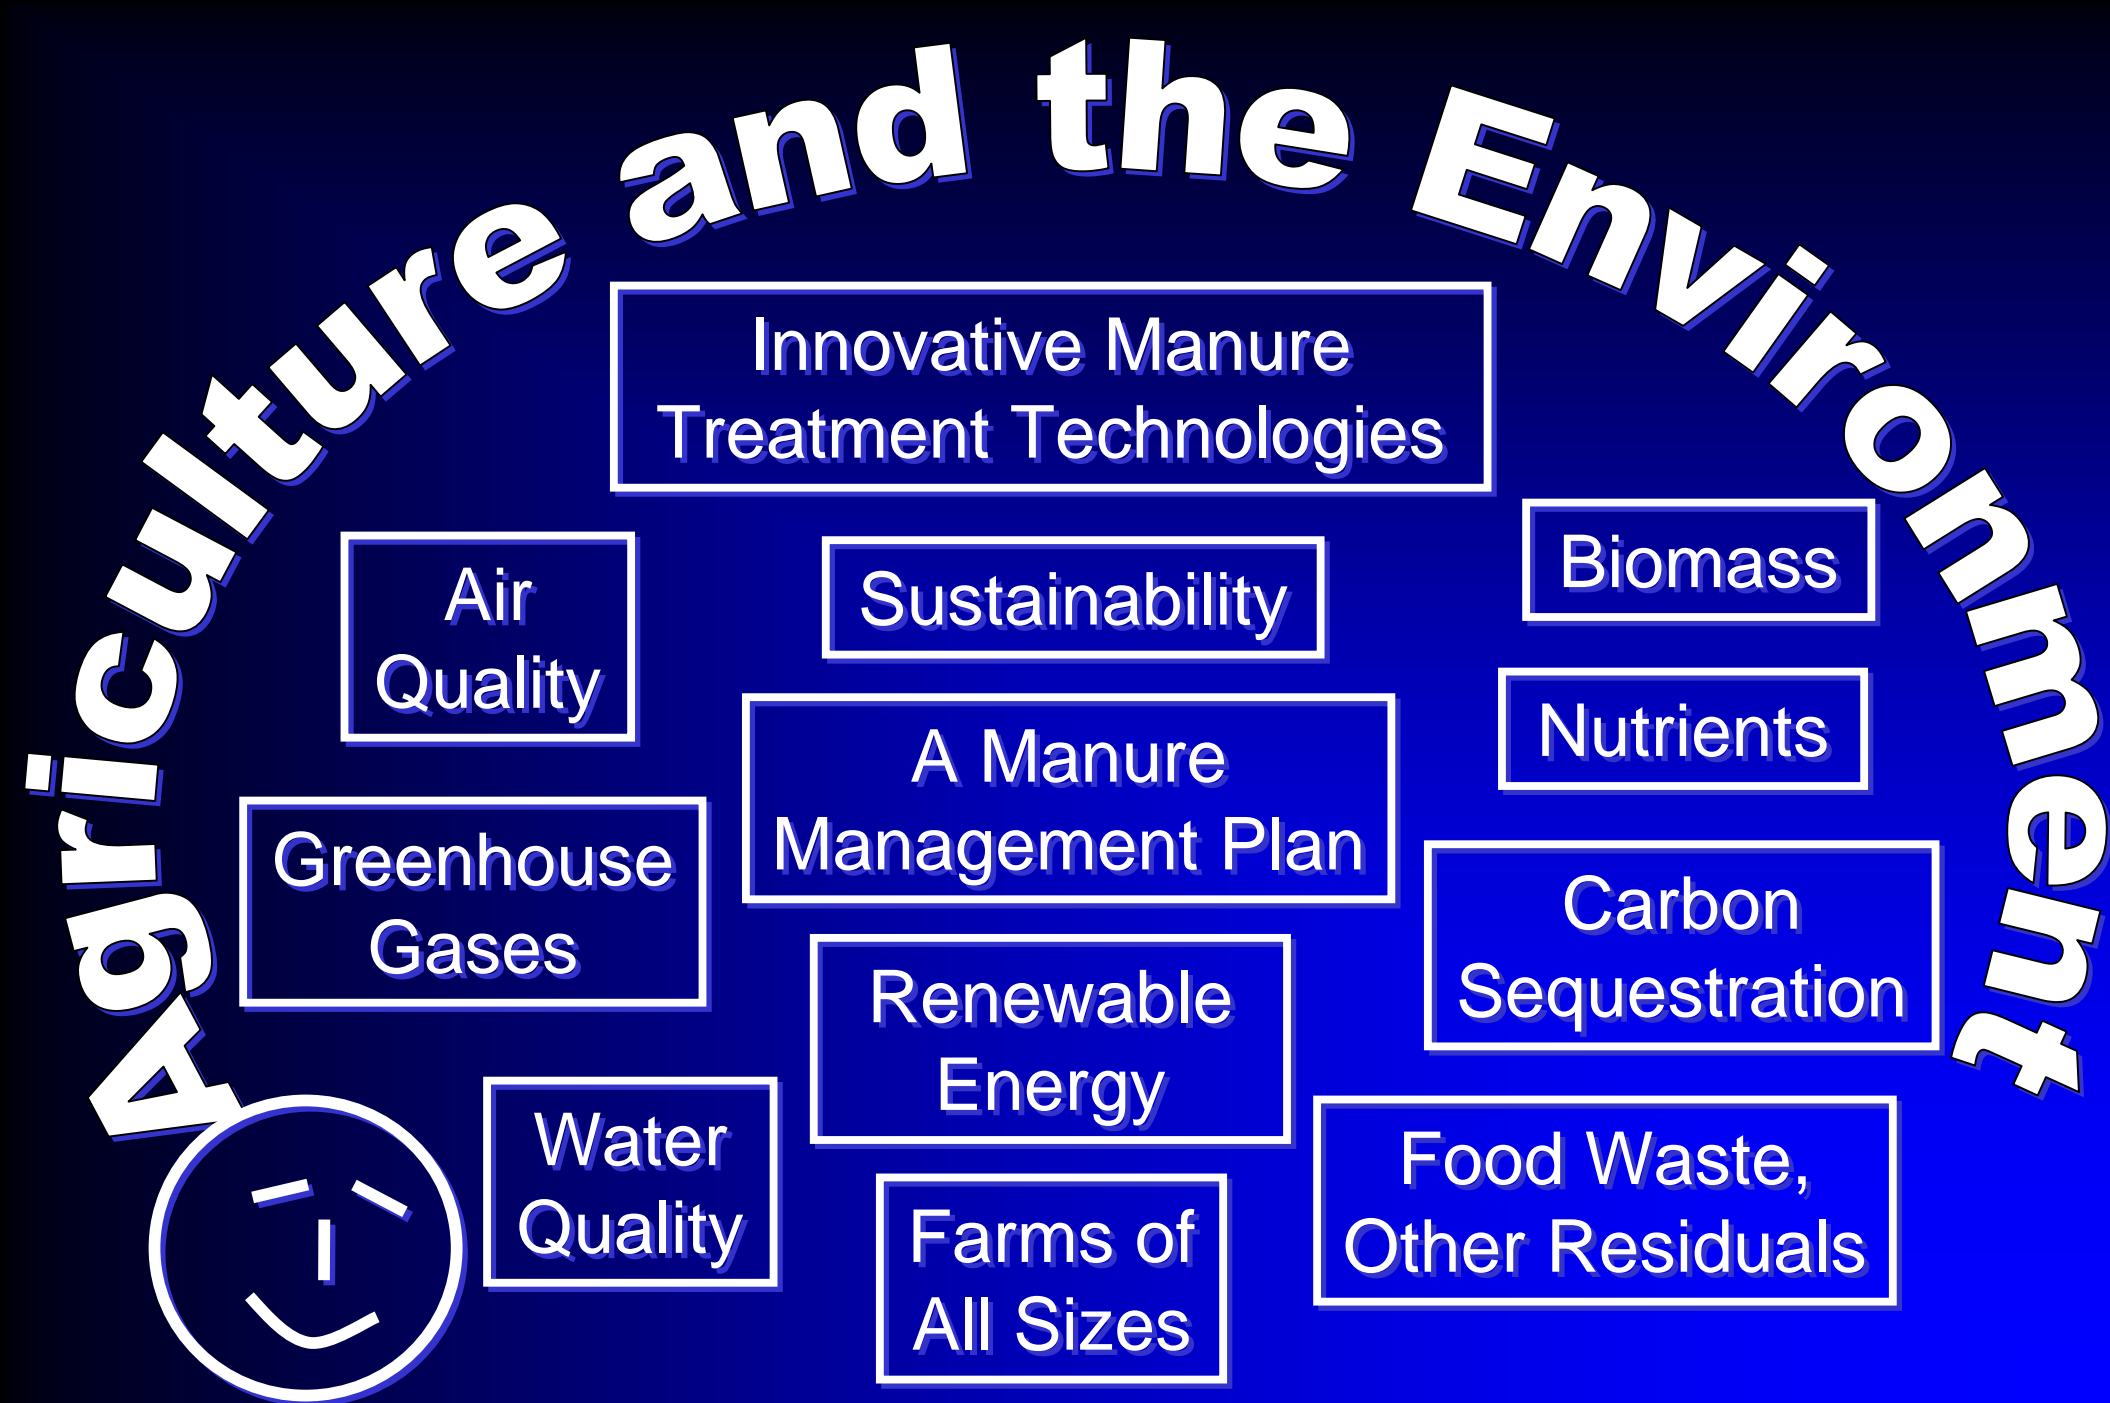 Agriculture and the Environment
Innovative Manure
Treatment Technologies
Air
Quality
Sustainability
Biomass
Nutrients
A Manure
Management Plan
Greenhouse
Gases
Carbon
Sequestration
Renewable
Energy
Water
Quality
Food Waste,
Other Residuals
Farms of
All Sizes